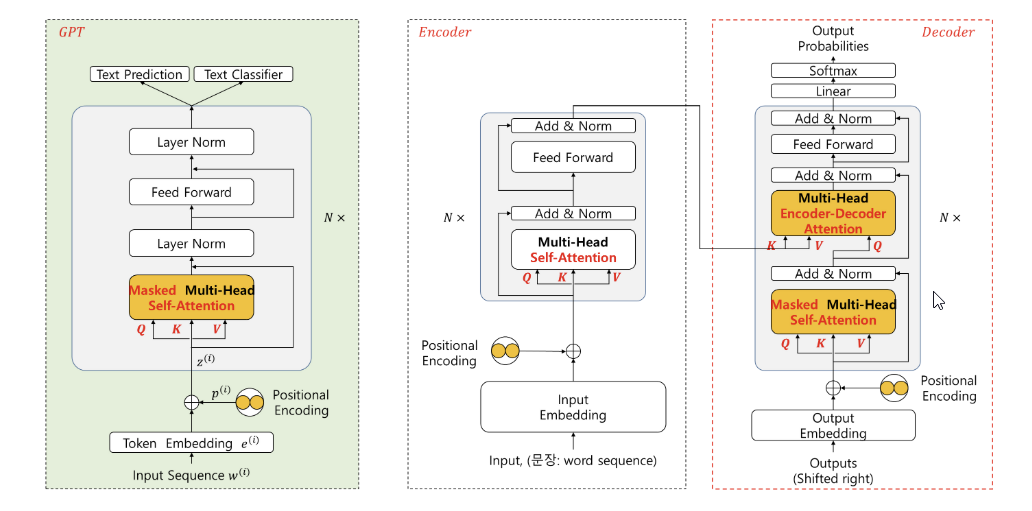 GPT
Text Prediction
Text Classifier
Layer Norm
Feed Forward
N ×
Layer Norm
Masked Multi-Head
Self-Attention
Q K V
z⁽ⁱ⁾
p⁽ⁱ⁾
Positional
Encoding
Token Embedding e⁽ⁱ⁾
Input Sequence w⁽ⁱ⁾
Encoder
Add & Norm
Feed Forward
N ×
Add & Norm
Multi-Head
Self-Attention
Q K V
Positional
Encoding
Input
Embedding
Input, (문장: word sequence)
Decoder
Output
Probabilities
Softmax
Linear
Add & Norm
Feed Forward
Add & Norm
Multi-Head
Encoder-Decoder
Attention
N ×
K V Q
Add & Norm
Masked Multi-Head
Self-Attention
Q K V
Positional
Encoding
Output
Embedding
Outputs
(Shifted right)